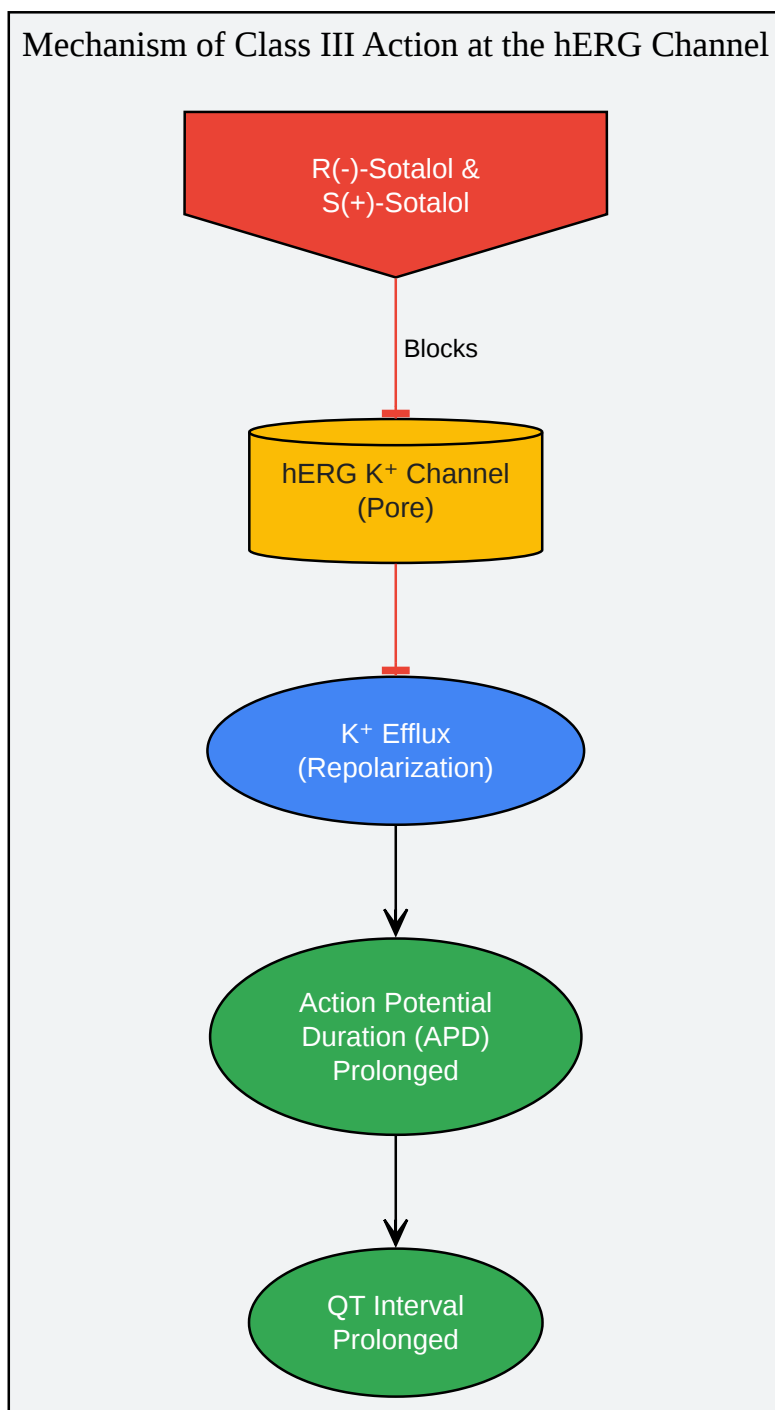 Mechanism of Class III Action at the hERG Channel
R(-)-Sotalol &
S(+)-Sotalol
Blocks
hERG K⁺ Channel
(Pore)
K⁺ Efflux
(Repolarization)
Action Potential
Duration (APD)
Prolonged
QT Interval
Prolonged